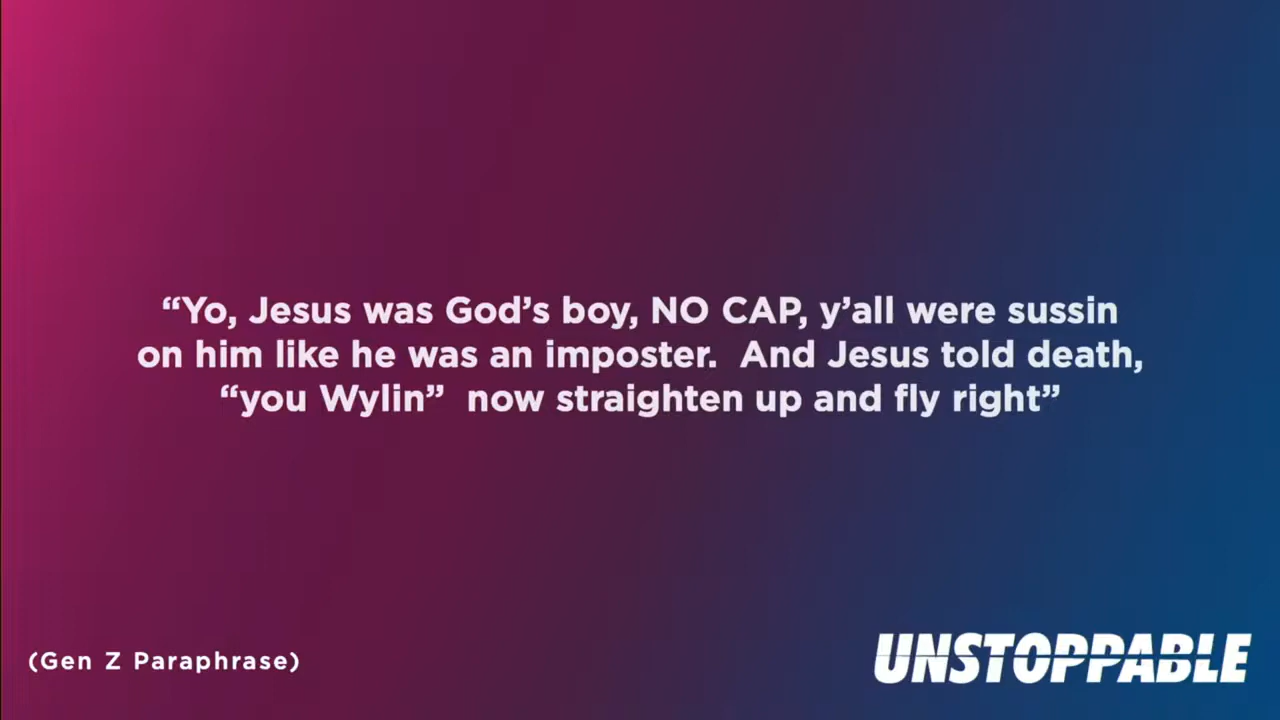 “Yo, Jesus was God’s boy, NO CAP, y’all were sussin
on him like he was an imposter.  And Jesus told death,
“you Wylin”  now straighten up and fly right”
(Gen Z Paraphrase)
UNSTOPPABLE